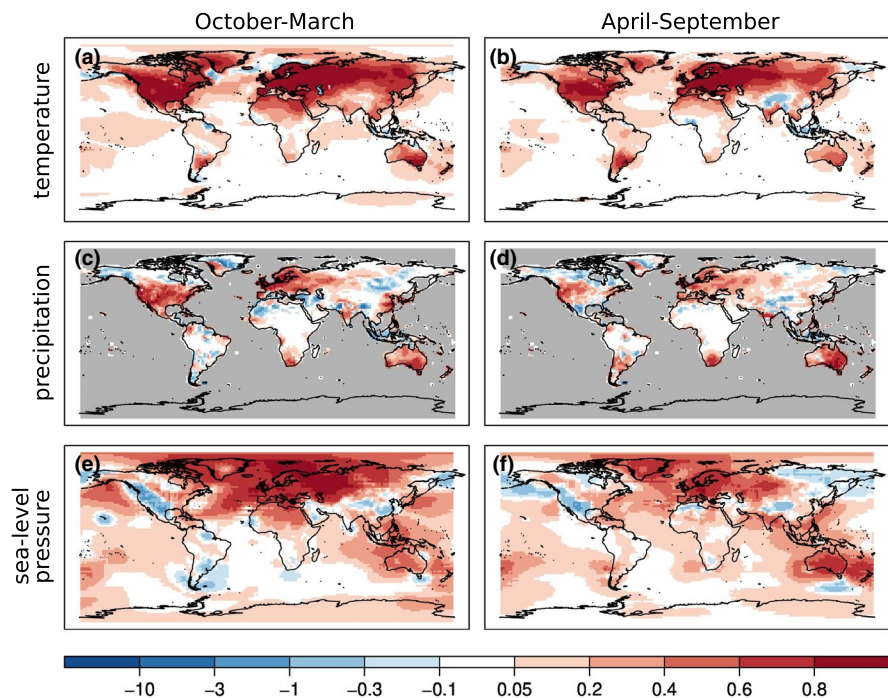 October-March
April-September
temperature
(a)
(b)
precipitation
(c)
(d)
sea-level
pressure
(e)
(f)
−10
−3
−1
−0.3
−0.1
0.05
0.2
0.4
0.6
0.8